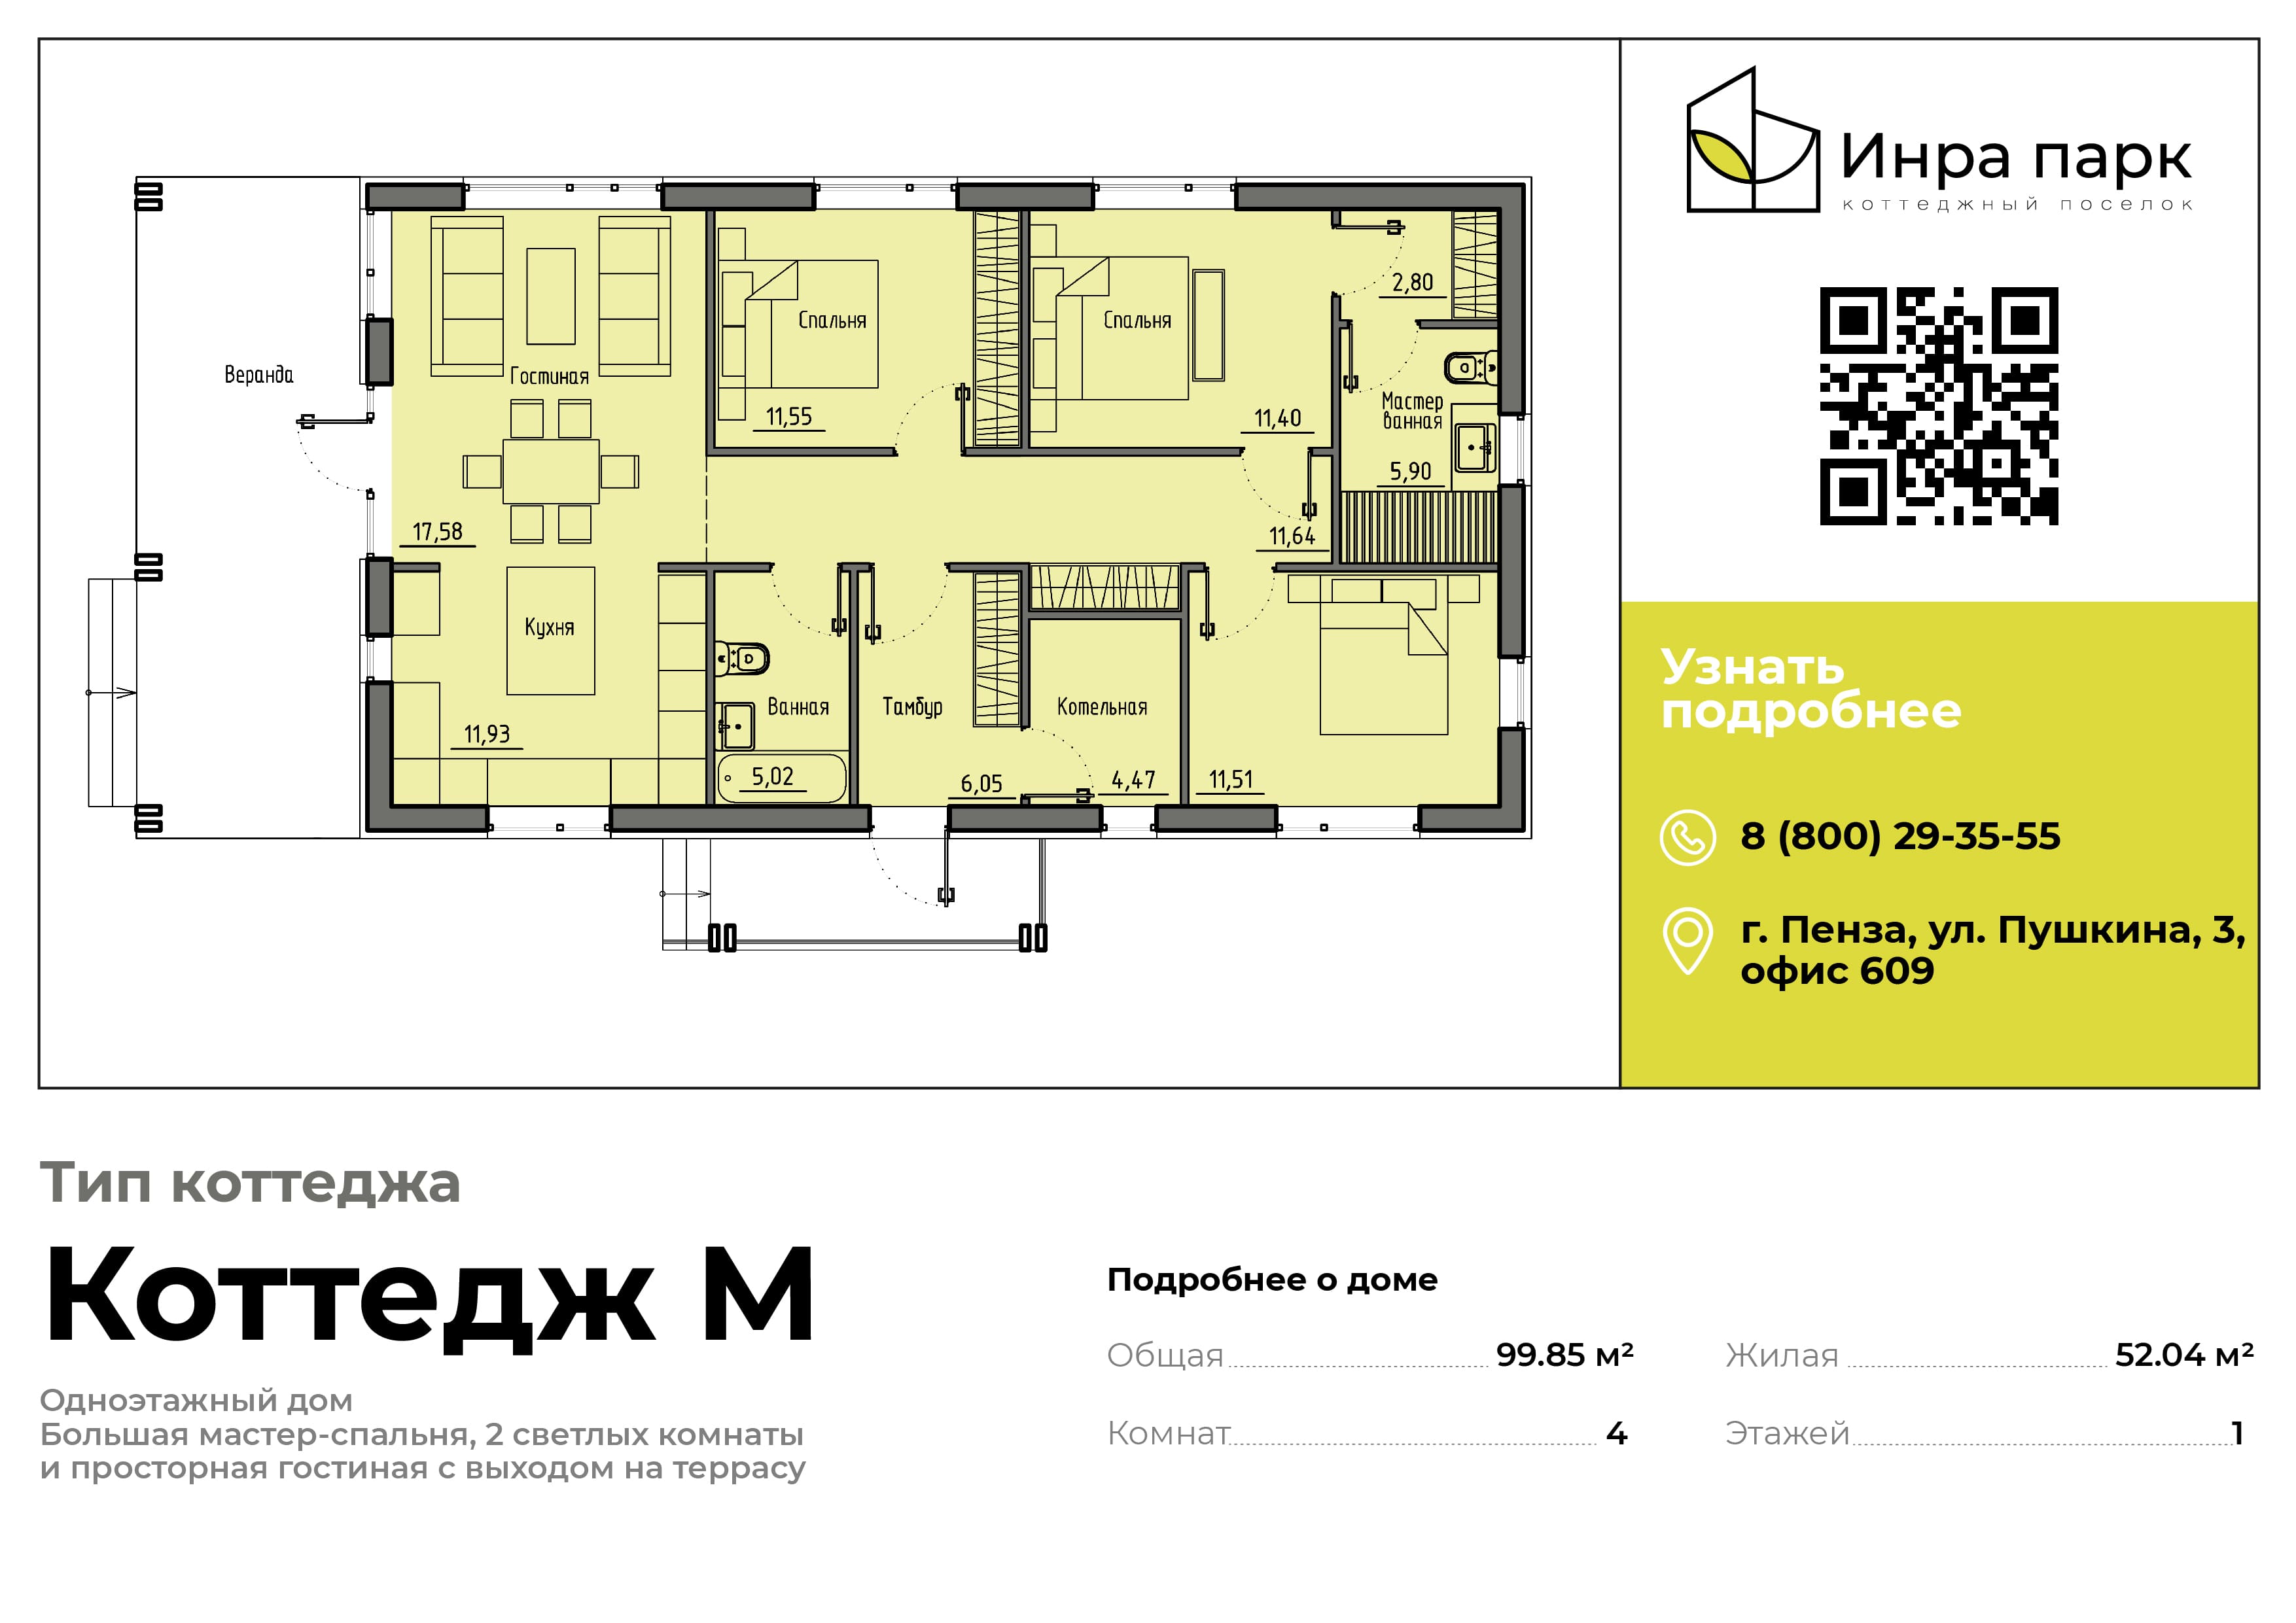 Инра парк
коттеджный поселок
Веранда
Гостиная
17,58
Спальня
11,55
Спальня
11,40
2,80
Мастер
ванная
5,90
11,64
Кухня
11,93
Ванная
5,02
Тамбур
6,05
Котельная
4,47
11,51
Узнать
подробнее
8 (800) 29-35-55
г. Пенза, ул. Пушкина, 3,
офис 609
Тип коттеджа
Коттедж М
Одноэтажный дом
Большая мастер-спальня, 2 светлых комнаты
и просторная гостиная с выходом на террасу
Подробнее о доме
Общая 99.85 м²
Жилая 52.04 м²
Комнат 4
Этажей 1